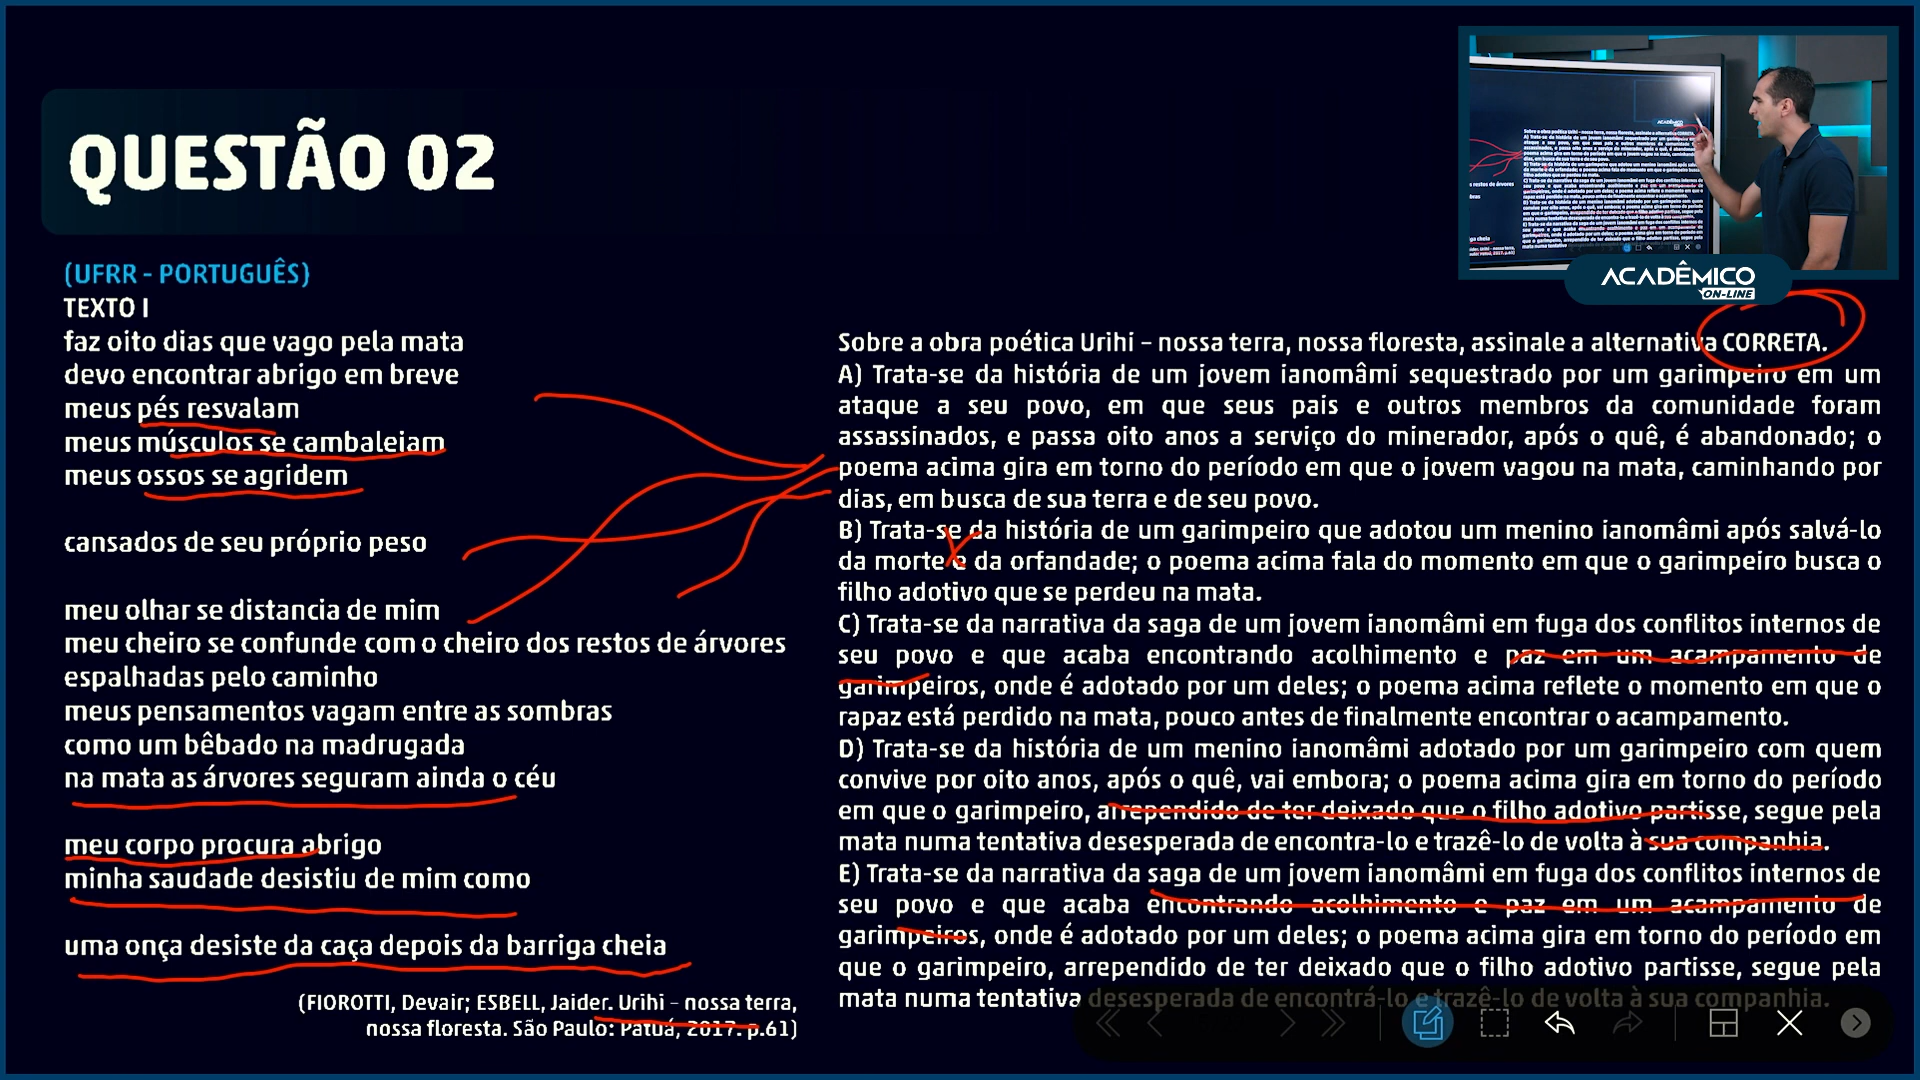 QUESTÃO 02
(UFRR - PORTUGUÊS)
TEXTO I
faz oito dias que vago pela mata
devo encontrar abrigo em breve
meus pés resvalam
meus músculos se cambaleiam
meus ossos se agridem
cansados de seu próprio peso
meu olhar se distancia de mim
meu cheiro se confunde com o cheiro dos restos de árvores
espalhadas pelo caminho
meus pensamentos vagam entre as sombras
como um bêbado na madrugada
na mata as árvores seguram ainda o céu
meu corpo procura abrigo
minha saudade desistiu de mim como
uma onça desiste da caça depois da barriga cheia
(FIOROTTI, Devair; ESBELL, Jaider. Urihi - nossa terra,
nossa floresta. São Paulo: Patuá, 2017. p.61)
ACADÊMICO
ON-LINE
Sobre a obra poética Urihi – nossa terra, nossa floresta, assinale a alternativa CORRETA.
A) Trata-se da história de um jovem ianomâmi sequestrado por um garimpeiro em um
ataque a seu povo, em que seus pais e outros membros da comunidade foram
assassinados, e passa oito anos a serviço do minerador, após o quê, é abandonado; o
poema acima gira em torno do período em que o jovem vagou na mata, caminhando por
dias, em busca de sua terra e de seu povo.
B) Trata-se da história de um garimpeiro que adotou um menino ianomâmi após salvá-lo
da morte e da orfandade; o poema acima fala do momento em que o garimpeiro busca o
filho adotivo que se perdeu na mata.
C) Trata-se da narrativa da saga de um jovem ianomâmi em fuga dos conflitos internos de
seu povo e que acaba encontrando acolhimento e paz em um acampamento de
garimpeiros, onde é adotado por um deles; o poema acima reflete o momento em que o
rapaz está perdido na mata, pouco antes de finalmente encontrar o acampamento.
D) Trata-se da história de um menino ianomâmi adotado por um garimpeiro com quem
convive por oito anos, após o quê, vai embora; o poema acima gira em torno do período
em que o garimpeiro, arrependido de ter deixado que o filho adotivo partisse, segue pela
mata numa tentativa desesperada de encontra-lo e trazê-lo de volta à sua companhia.
E) Trata-se da narrativa da saga de um jovem ianomâmi em fuga dos conflitos internos de
seu povo e que acaba encontrando acolhimento e paz em um acampamento de
garimpeiros, onde é adotado por um deles; o poema acima gira em torno do período em
que o garimpeiro, arrependido de ter deixado que o filho adotivo partisse, segue pela
mata numa tentativa desesperada de encontrá-lo e trazê-lo de volta à sua companhia.